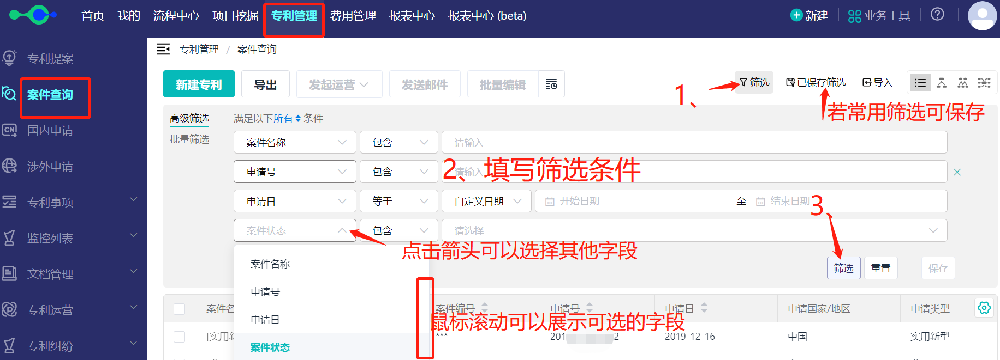 首页 我的 流程中心 项目挖掘 专利管理 费用管理 报表中心 报表中心 (beta) 新建 业务工具
专利提案
案件查询
国内申请
涉外申请
专利事项
监控列表
文档管理
专利运营
专利纠纷
CN
专利管理 / 案件查询
新建专利 导出 发起运营 发送邮件 批量编辑 1、 筛选 已保存筛选 导入
若常用筛选可保存
高级筛选 满足以下所有条件
批量筛选
案件名称 包含 请输入
申请号 包含 请输入
2、填写筛选条件
申请日 等于 自定义日期 开始日期 至 结束日期
3、
案件状态 包含 请选择
点击箭头可以选择其他字段
筛选 重置 保存
案件名称
申请号
申请日
案件状态
案件名 案件编号 申请号 申请日 申请国家/地区 申请类型
鼠标滚动可以展示可选的字段
[实用新 *** 201 2 2019-12-16 中国 实用新型